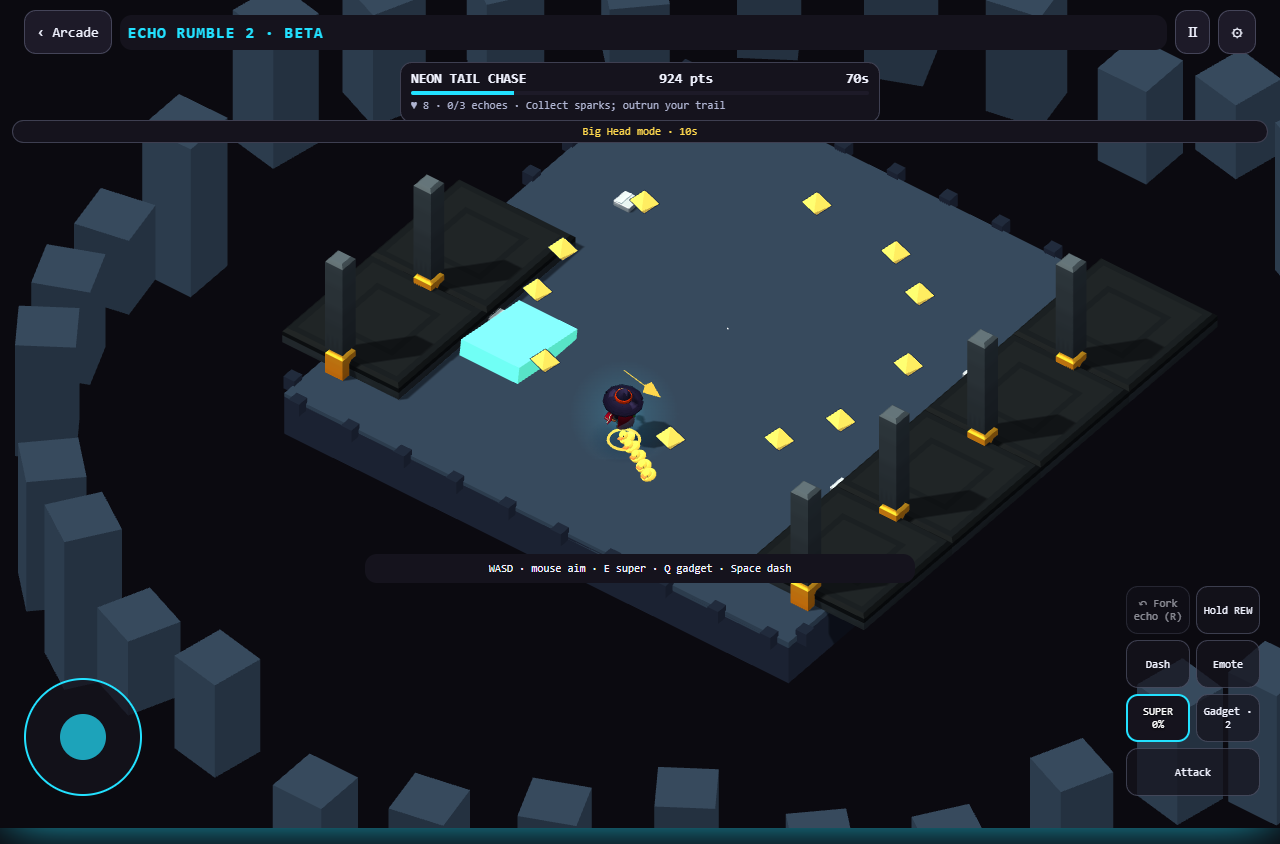 ‹ Arcade
ECHO RUMBLE 2 · BETA
II
NEON TAIL CHASE 924 pts 70s
♥ 8 · 0/3 echoes · Collect sparks; outrun your trail
Big Head mode · 10s
WASD · mouse aim · E super · Q gadget · Space dash
↶ Fork
echo (R)
Hold REW
Dash
Emote
SUPER
0%
Gadget ·
2
Attack